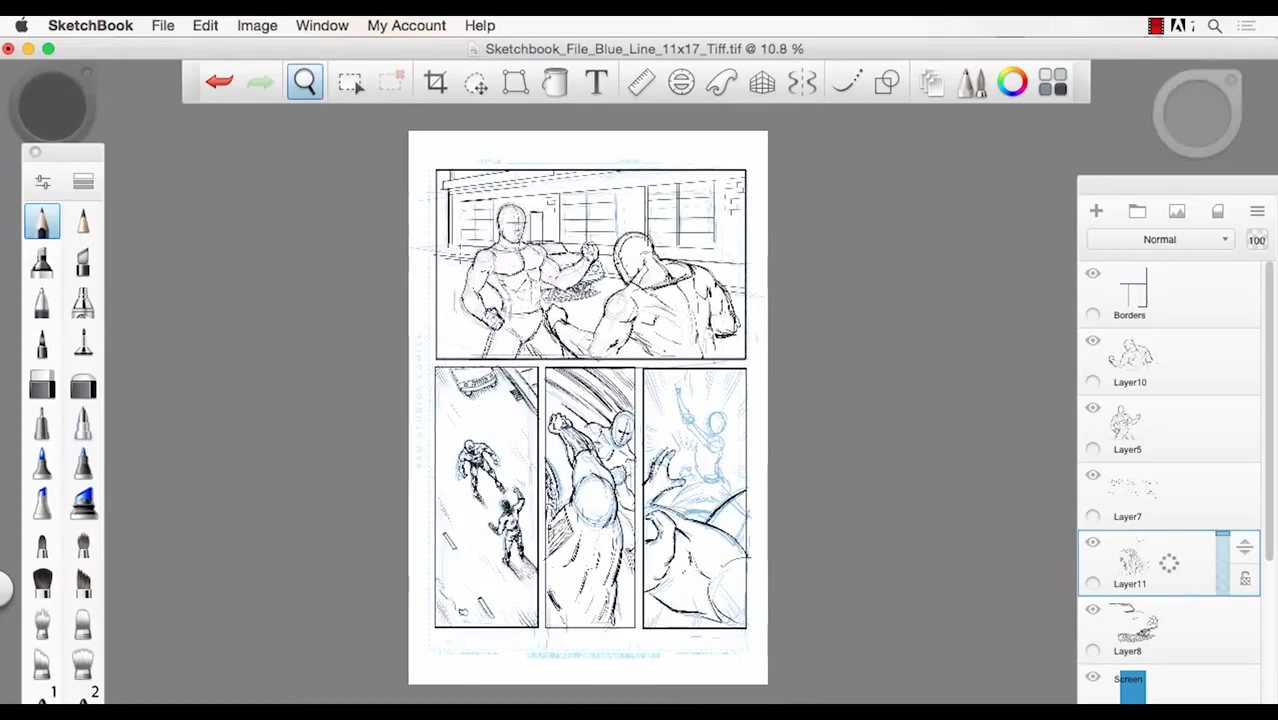 SketchBook File Edit Image Window My Account Help
Sketchbook_File_Blue_Line_11x17_Tiff.tif @ 10.8 %
T
Normal 100
Borders
Layer10
Layer5
Layer7
Layer11
Layer8
Screen
1 2